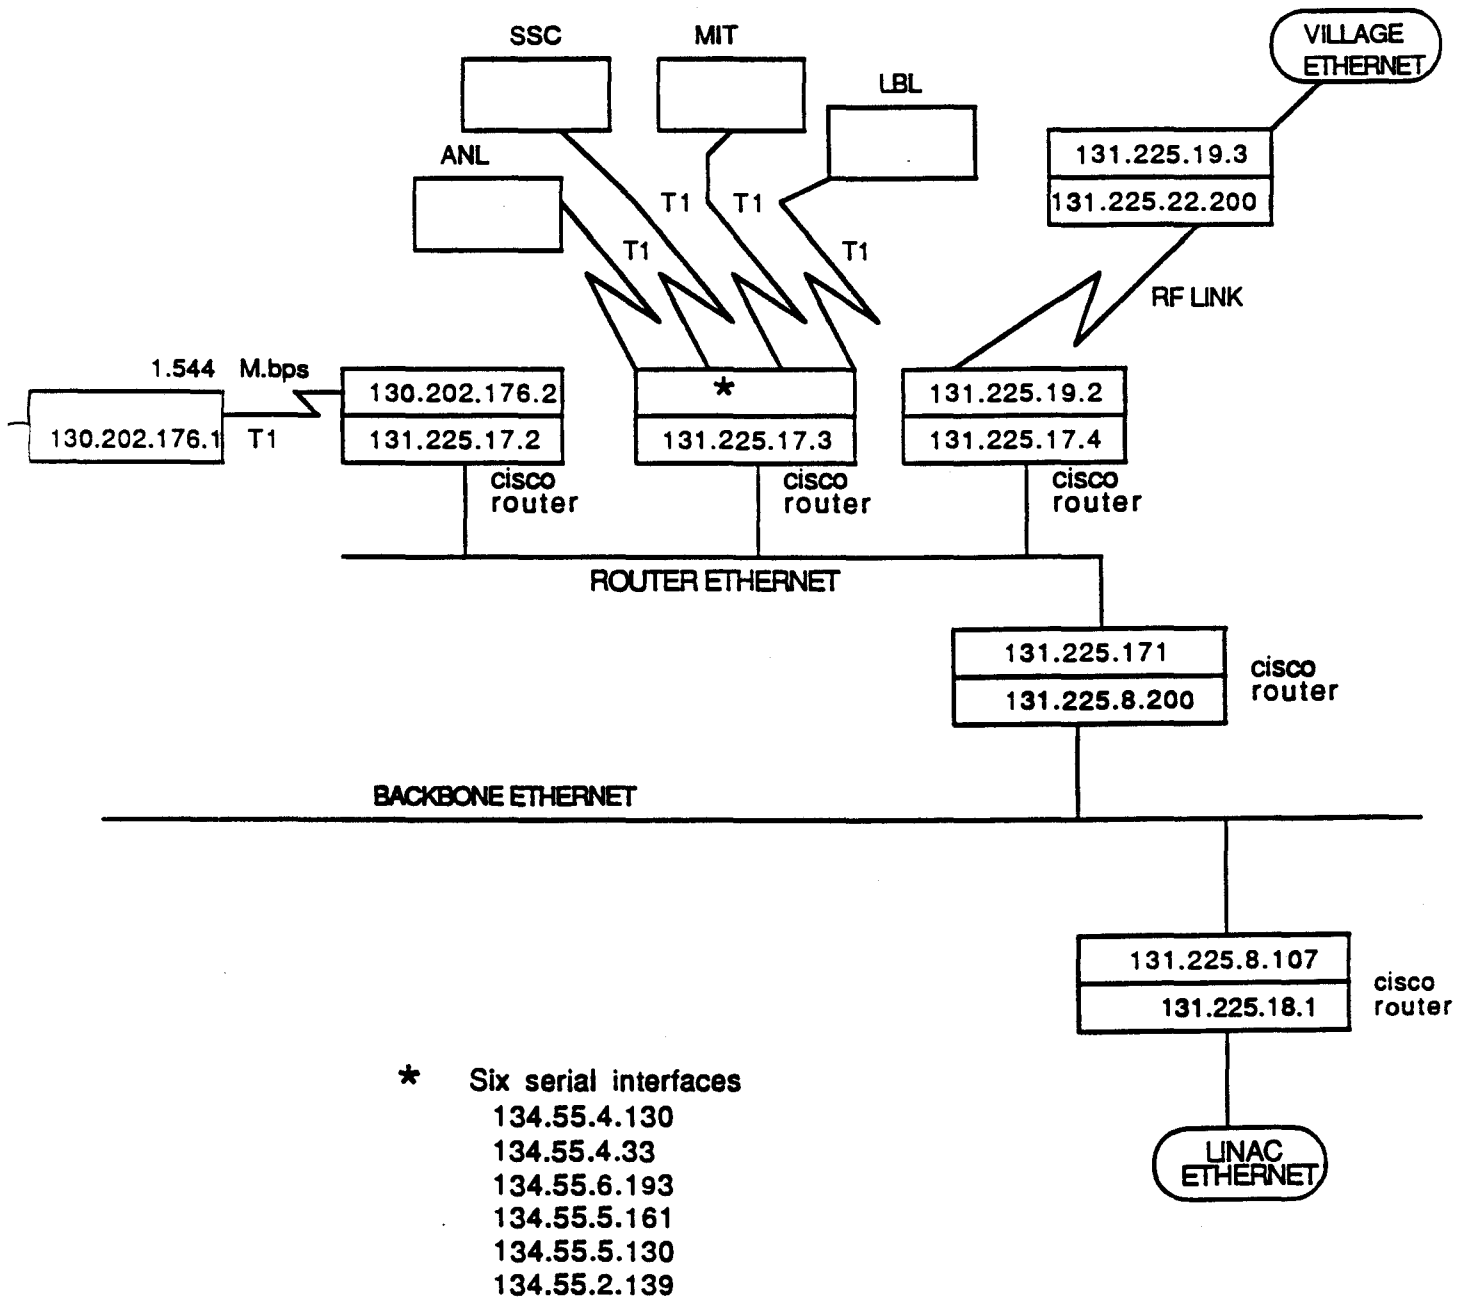 SSC
MIT
VILLAGE
ETHERNET
LBL
ANL
131.225.19.3
131.225.22.200
T1
T1
T1
T1
RF LINK
1.544 M.bps
130.202.176.2
*
131.225.19.2
130.202.176.1
T1
131.225.17.2
131.225.17.3
131.225.17.4
cisco
router
cisco
router
cisco
router
ROUTER ETHERNET
131.225.171
131.225.8.200
cisco
router
BACKBONE ETHERNET
131.225.8.107
131.225.18.1
cisco
router
* Six serial interfaces
134.55.4.130
134.55.4.33
134.55.6.193
134.55.5.161
134.55.5.130
134.55.2.139
LINAC
ETHERNET